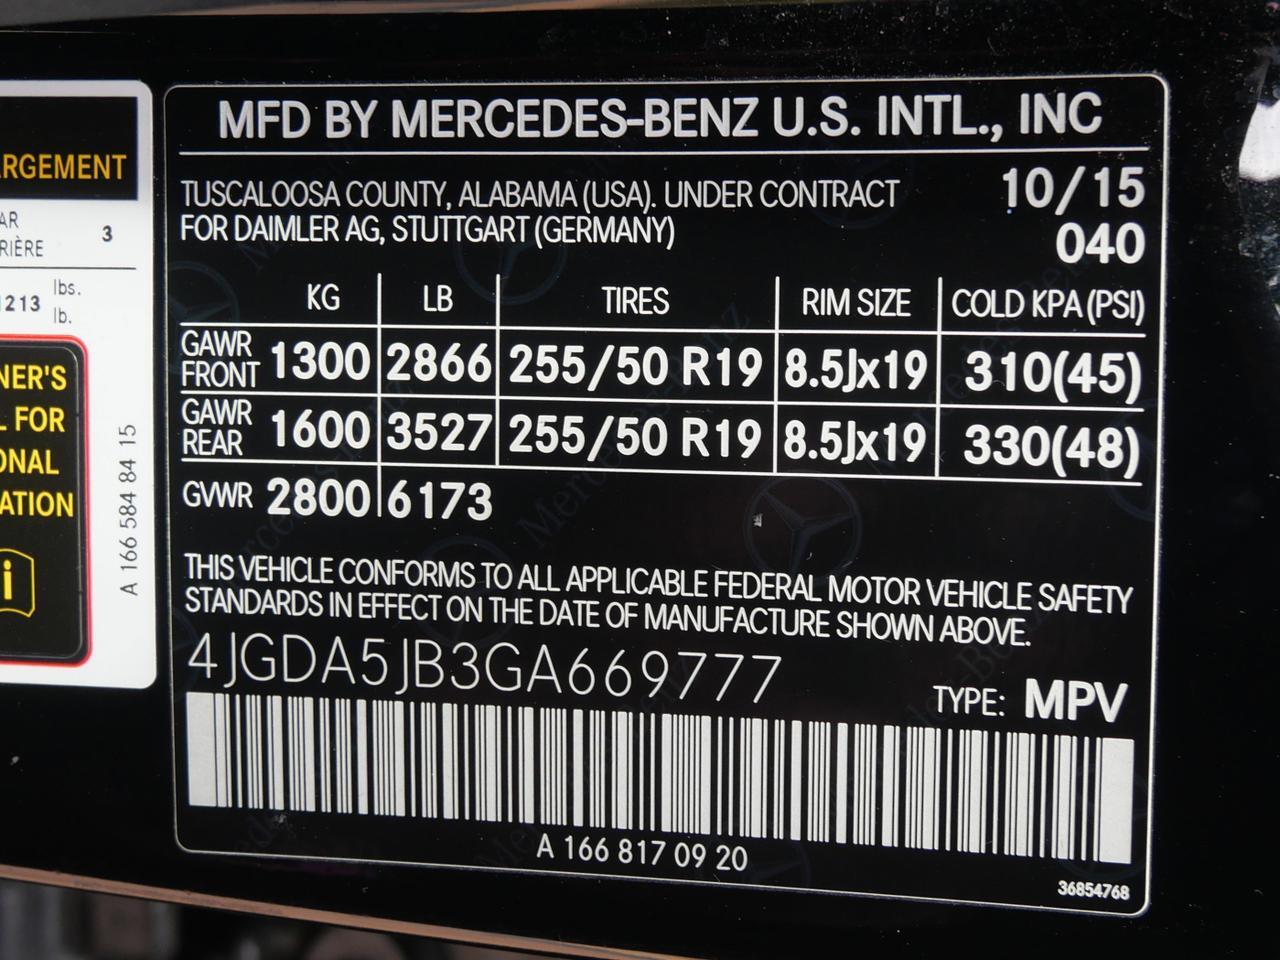 RGEMENT
AR
RIÈRE 3
1213 lbs.
lb.
NER'S
L FOR
ONAL
ATION
i
A 166 584 84 15
MFD BY MERCEDES-BENZ U.S. INTL., INC
TUSCALOOSA COUNTY, ALABAMA (USA). UNDER CONTRACT 10/15
FOR DAIMLER AG, STUTTGART (GERMANY) 040
KG LB TIRES RIM SIZE COLD KPA (PSI)
GAWR FRONT 1300 2866 255/50 R19 8.5Jx19 310(45)
GAWR REAR 1600 3527 255/50 R19 8.5Jx19 330(48)
GVWR 2800 6173
THIS VEHICLE CONFORMS TO ALL APPLICABLE FEDERAL MOTOR VEHICLE SAFETY
STANDARDS IN EFFECT ON THE DATE OF MANUFACTURE SHOWN ABOVE.
4JGDA5JB3GA669777
TYPE: MPV
A 166 817 09 20
36854768